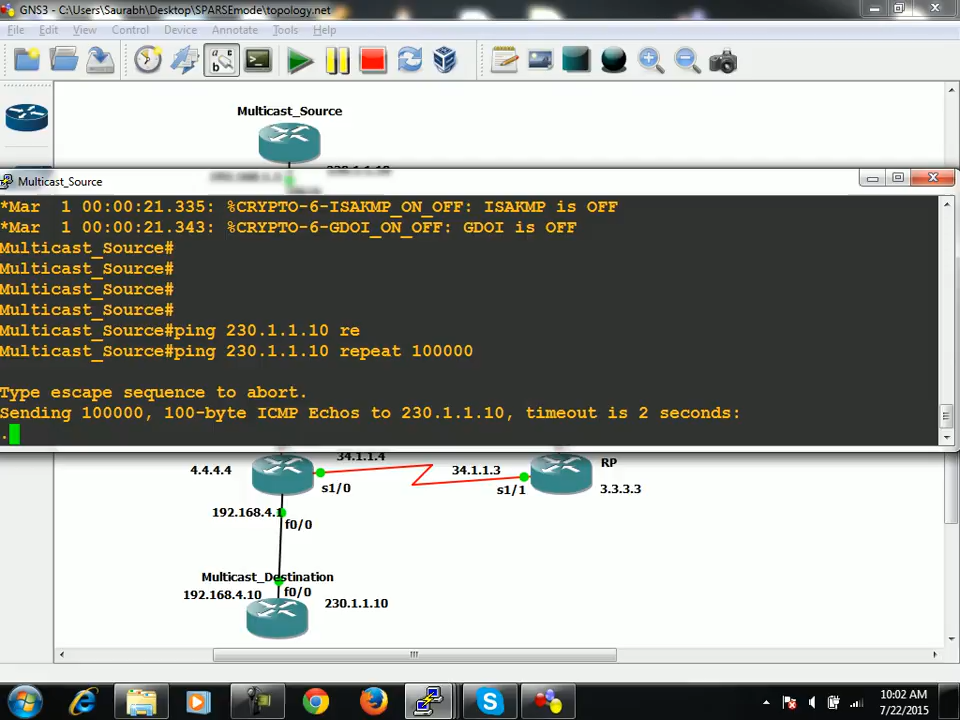 GNS3 — C:\Users\Saurabh\Desktop\SPARSEmode\topology.net
File Edit View Control Device Annotate Tools Help
Multicast_Source
Multicast_Source
*Mar  1 00:00:21.335: %CRYPTO-6-ISAKMP_ON_OFF: ISAKMP is OFF
*Mar  1 00:00:21.343: %CRYPTO-6-GDOI_ON_OFF: GDOI is OFF
Multicast_Source#
Multicast_Source#
Multicast_Source#
Multicast_Source#
Multicast_Source#ping 230.1.1.10 re
Multicast_Source#ping 230.1.1.10 repeat 100000
Type escape sequence to abort.
Sending 100000, 100-byte ICMP Echos to 230.1.1.10, timeout is 2 seconds:
.
34.1.1.4
4.4.4.4
34.1.1.3
RP
s1/0
s1/1
3.3.3.3
192.168.4.1
f0/0
Multicast_Destination
192.168.4.10
f0/0
230.1.1.10
10:02 AM
7/22/2015